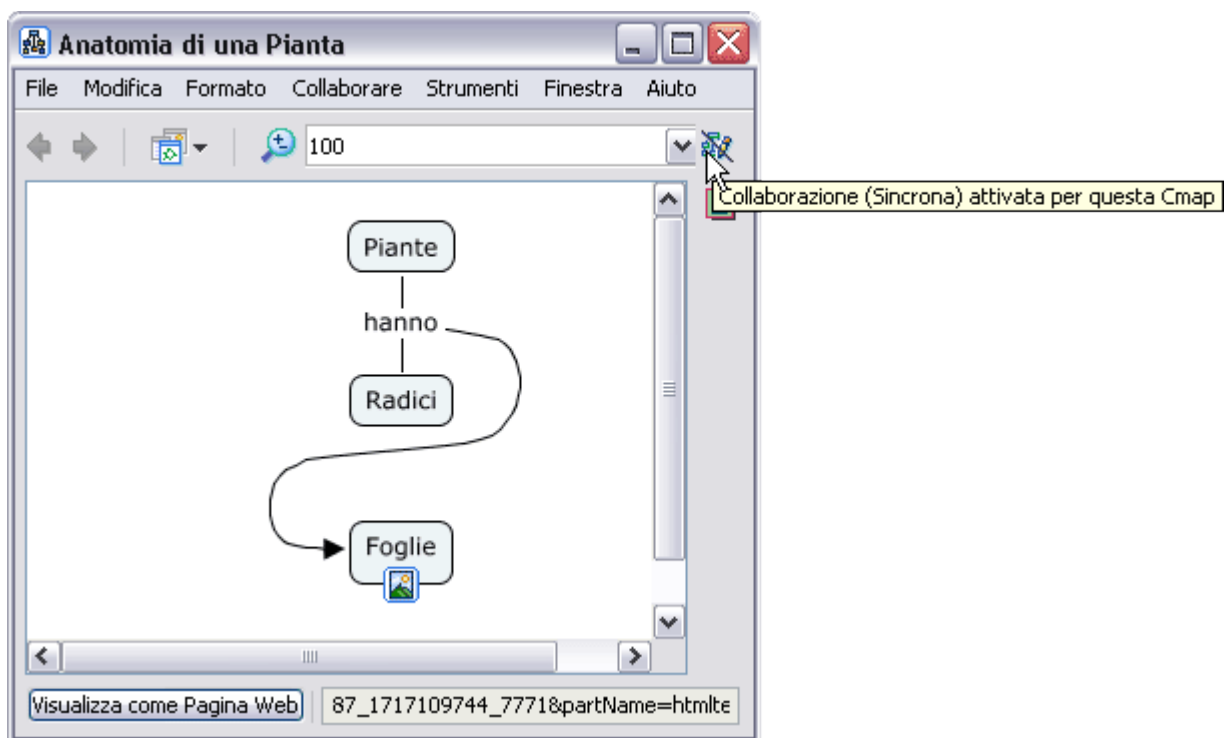 Anatomia di una Pianta
File Modifica Formato Collaborare Strumenti Finestra Aiuto
100
Collaborazione (Sincrona) attivata per questa Cmap
Piante
hanno
Radici
Foglie
Visualizza come Pagina Web 87_1717109744_7771&partName=htmlte